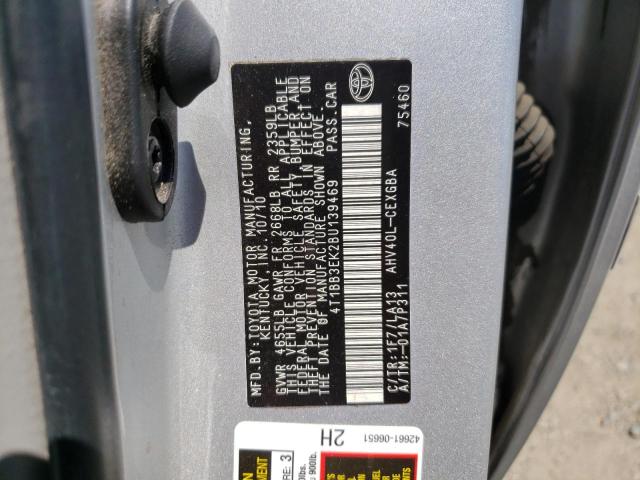 MFD.BY:TOYOTA MOTOR MANUFACTURING,
KENTUCKY, INC. 10/10
GVWR 4655LB GAWR FR 2668LB RR 2359LB
THIS VEHICLE CONFORMS TO ALL APPLICABLE
FEDERAL MOTOR VEHICLE SAFETY, BUMPER AND
THEFT PREVENTION STANDARDS IN EFFECT ON
THE DATE OF MANUFACTURE SHOWN ABOVE.
4T1BB3EK2BU139469 PASS.CAR
C/TR:1F7/LA13 AHV40L-CEXGBA
A/TM:-01A/P311 75460
2H
42661-06651